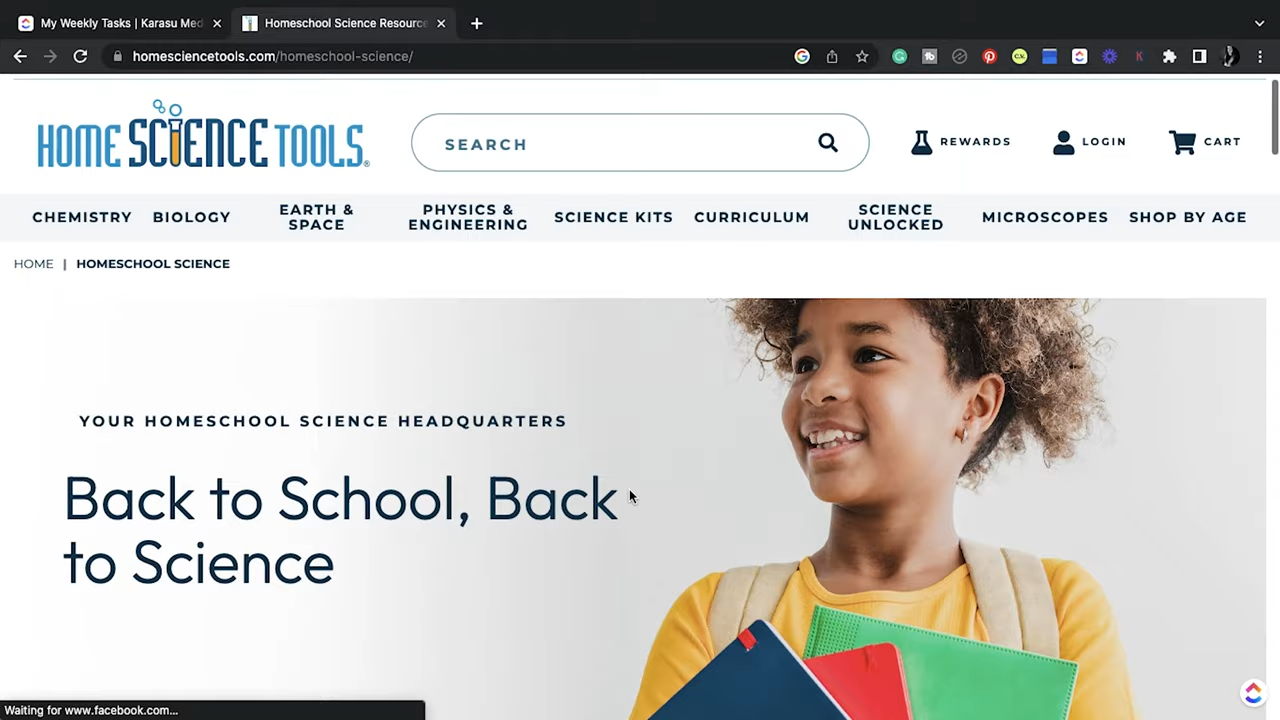 My Weekly Tasks | Karasu Med
Homeschool Science Resource
homesciencetools.com/homeschool-science/
HOME SCIENCE TOOLS®
SEARCH
REWARDS
LOGIN
CART
CHEMISTRY
BIOLOGY
EARTH &
SPACE
PHYSICS &
ENGINEERING
SCIENCE KITS
CURRICULUM
SCIENCE
UNLOCKED
MICROSCOPES
SHOP BY AGE
HOME | HOMESCHOOL SCIENCE
YOUR HOMESCHOOL SCIENCE HEADQUARTERS
Back to School, Back
to Science
Waiting for www.facebook.com...